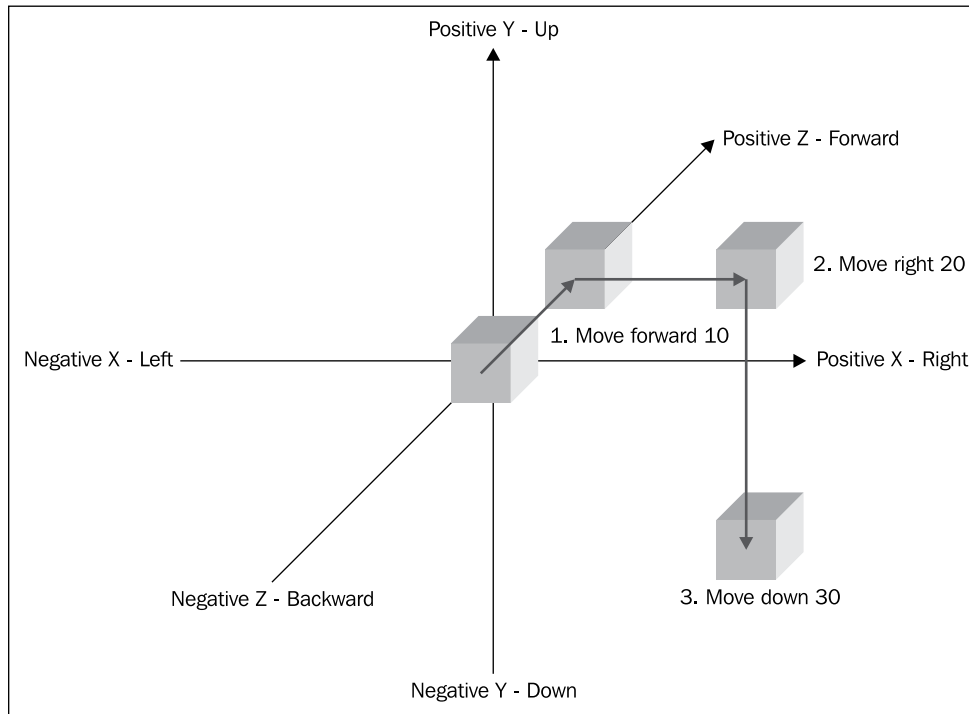 Positive Y - Up
Positive Z - Forward
2. Move right 20
1. Move forward 10
Negative X - Left
Positive X - Right
Negative Z - Backward
3. Move down 30
Negative Y - Down